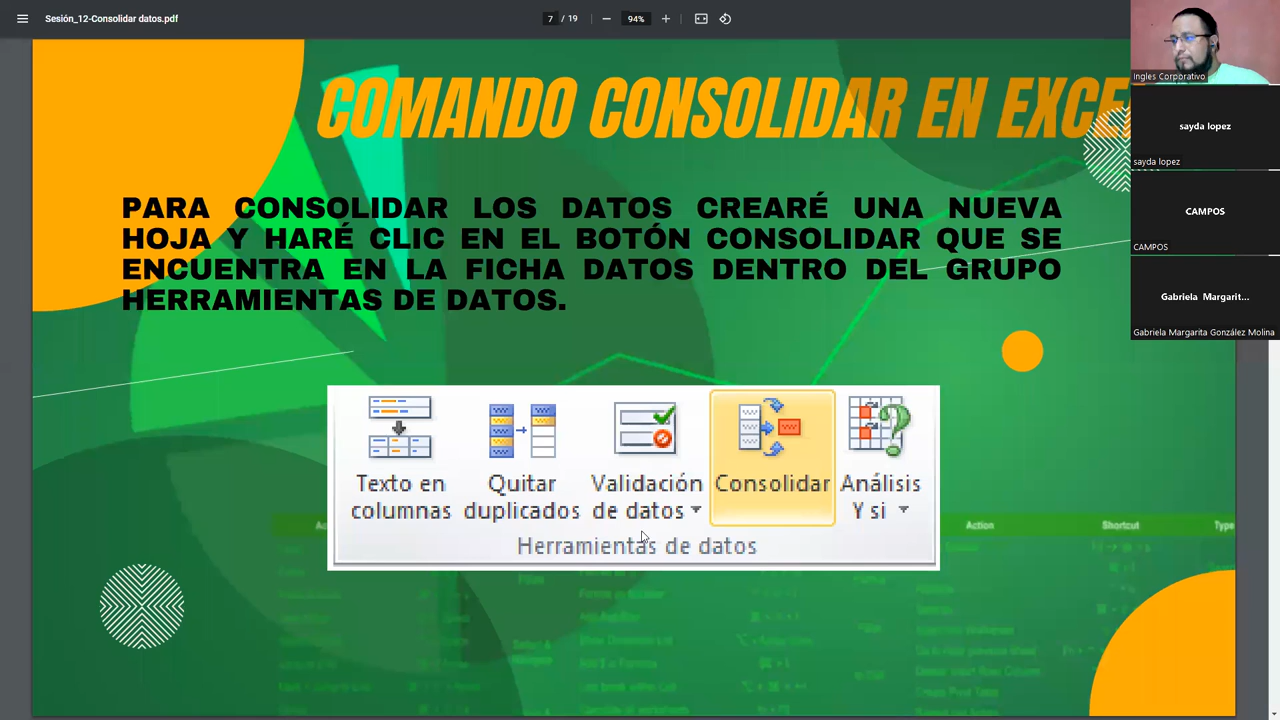 Sesión_12-Consolidar datos.pdf
7 / 19
94%
COMANDO CONSOLIDAR EN EXCE
PARA CONSOLIDAR LOS DATOS CREARÉ UNA NUEVA
HOJA Y HARÉ CLIC EN EL BOTÓN CONSOLIDAR QUE SE
ENCUENTRA EN LA FICHA DATOS DENTRO DEL GRUPO
HERRAMIENTAS DE DATOS.
Texto en
columnas
Quitar
duplicados
Validación
de datos
Consolidar
Análisis
Y si
Herramientas de datos
Action
Shortcut
Type
Ingles Corporativo
sayda lopez
sayda lopez
CAMPOS
CAMPOS
Gabriela Margarit...
Gabriela Margarita González Molina